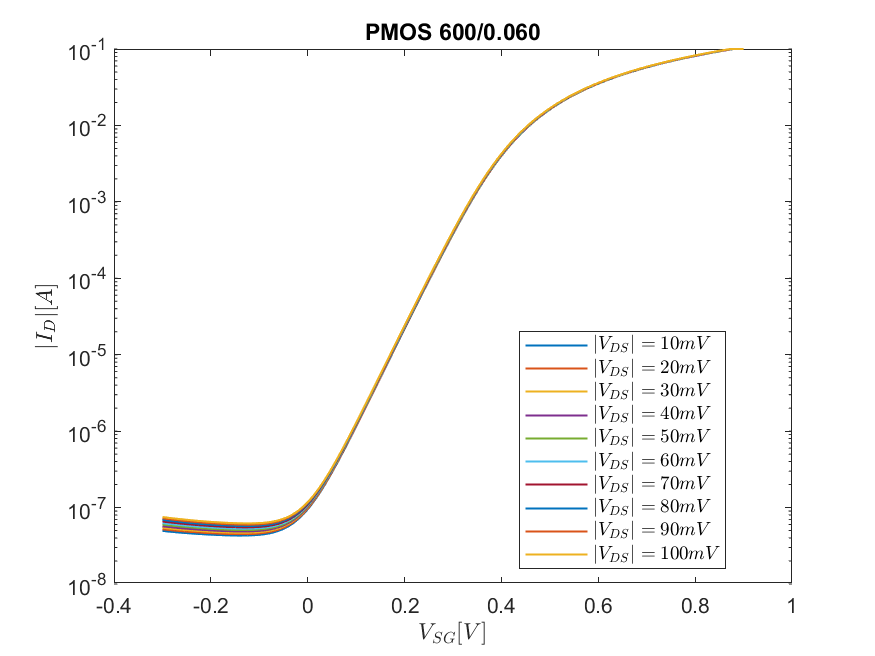 PMOS 600/0.060
10^-1
10^-2
10^-3
10^-4
10^-5
10^-6
10^-7
10^-8
|I_D|[A]
|V_DS| = 10mV
|V_DS| = 20mV
|V_DS| = 30mV
|V_DS| = 40mV
|V_DS| = 50mV
|V_DS| = 60mV
|V_DS| = 70mV
|V_DS| = 80mV
|V_DS| = 90mV
|V_DS| = 100mV
-0.4 -0.2 0 0.2 0.4 0.6 0.8 1
V_SG[V]